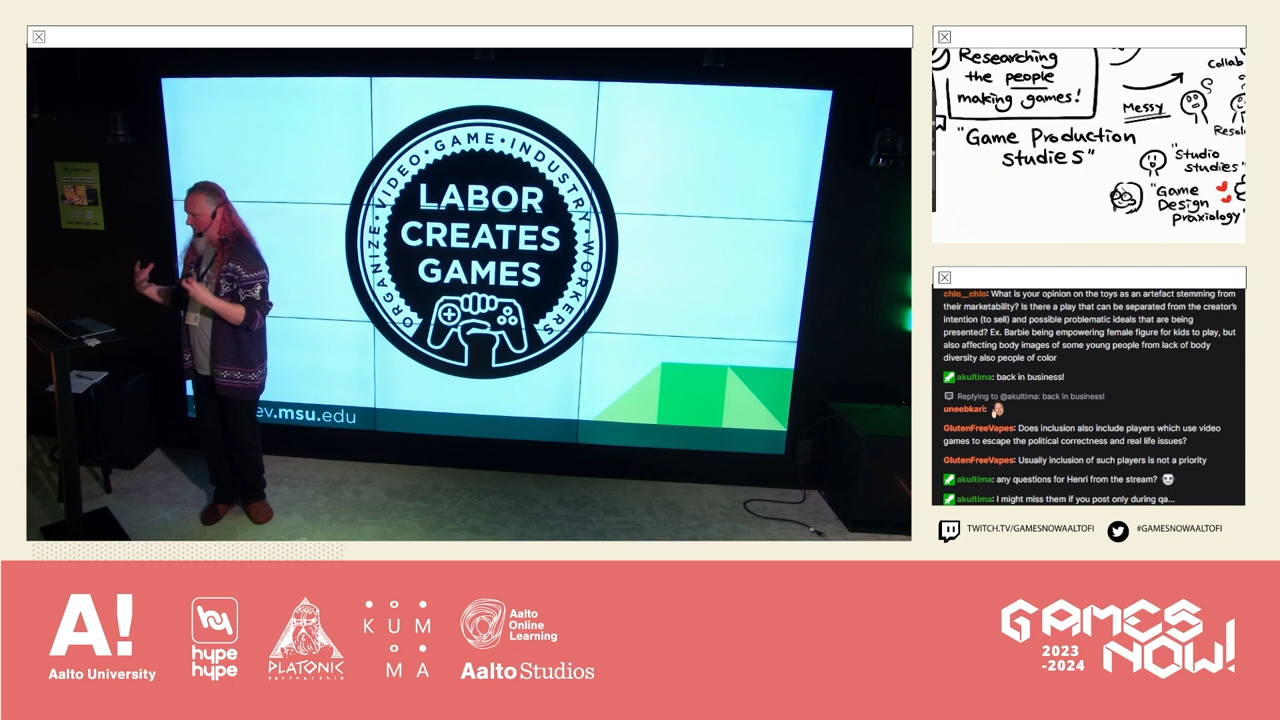 ORGANIZE•VIDEO•GAME•INDUSTRY•WORKERS
LABOR
CREATES
GAMES
ev.msu.edu
Researching
the people
making games!
Collab
Messy
Resol
"Game Production
studies"
"Studio
studies"
"Game
Design
praxiology"
chlo__chlo: What is your opinion on the toys as an artefact stemming from
their marketability? Is there a play that can be separated from the creator's
intention (to sell) and possible problematic ideals that are being
presented? Ex. Barbie being empowering female figure for kids to play, but
also affecting body images of some young people from lack of body
diversity also people of color
akultima: back in business!
Replying to @akultima: back in business!
uneebkari:
GlutenFreeVapes: Does inclusion also include players which use video
games to escape the political correctness and real life issues?
GlutenFreeVapes: Usually inclusion of such players is not a priority
akultima: any questions for Henri from the stream?
akultima: I might miss them if you post only during qa...
TWITCH.TV/GAMESNOWAALTOFI
#GAMESNOWAALTOFI
A!
Aalto University
hype
hype
PLATONIC
partnership
KUM
MA
Aalto
Online
Learning
Aalto Studios
GAMES
NOW!
2023
-2024